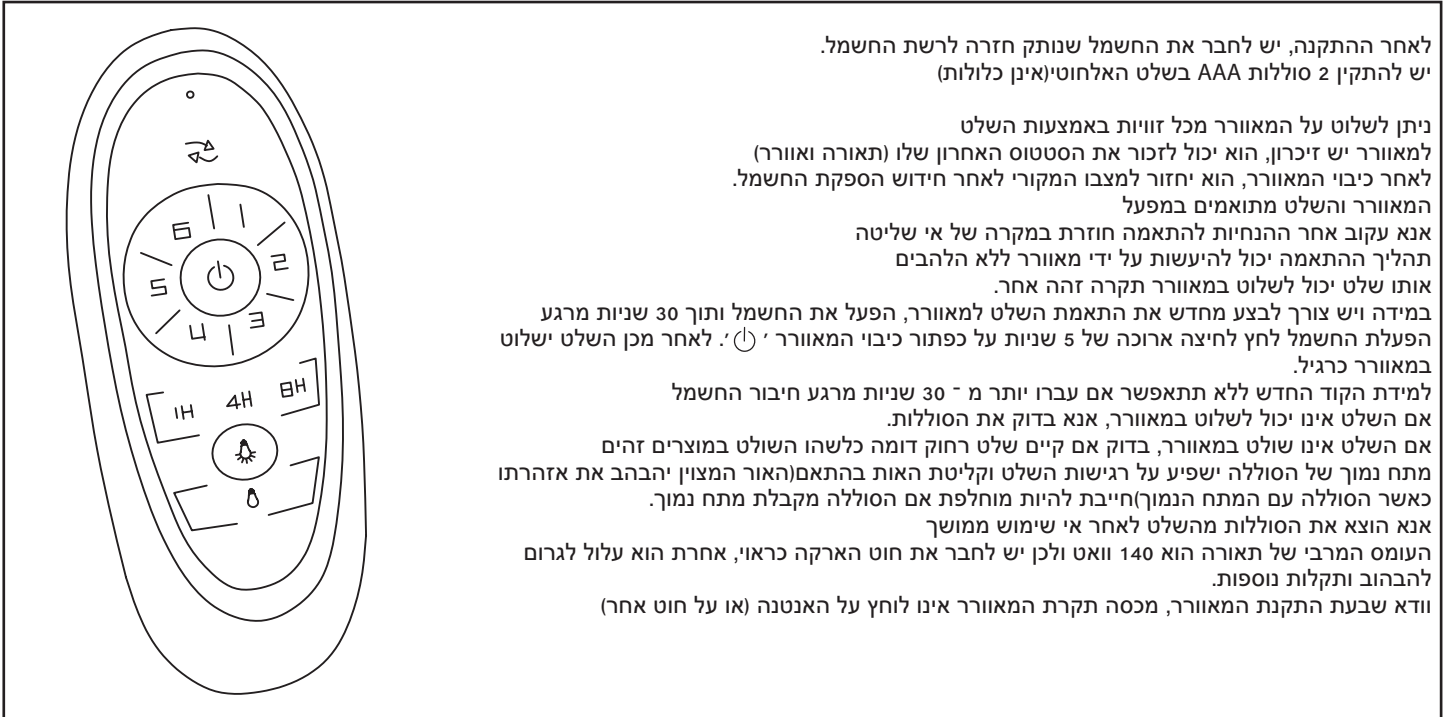 לאחר ההתקנה, יש לחבר את החשמל שנותק חזרה לרשת החשמל.
יש להתקין 2 סוללות AAA בשלט האלחוטי(אינן כלולות)
ניתן לשלוט על המאוורר מכל זוויות באמצעות השלט
למאוורר יש זיכרון, הוא יכול לזכור את הסטטוס האחרון שלו (תאורה ואוורר)
לאחר כיבוי המאוורר, הוא יחזור למצבו המקורי לאחר חידוש הספקת החשמל.
המאוורר והשלט מתואמים במפעל
אנא עקוב אחר ההנחיות להתאמה חוזרת במקרה של אי שליטה
תהליך ההתאמה יכול להיעשות על ידי מאוורר ללא הלהבים
אותו שלט יכול לשלוט במאוורר תקרה זהה אחר.
במידה ויש צורך לבצע מחדש את התאמת השלט למאוורר, הפעל את החשמל ותוך 30 שניות מרגע
הפעלת החשמל לחץ לחיצה ארוכה של 5 שניות על כפתור כיבוי המאוורר ' ⏻ '. לאחר מכן השלט ישלוט
במאוורר כרגיל.
למידת הקוד החדש ללא תתאפשר אם עברו יותר מ - 30 שניות מרגע חיבור החשמל
אם השלט אינו יכול לשלוט במאוורר, אנא בדוק את הסוללות.
אם השלט אינו שולט במאוורר, בדוק אם קיים שלט רחוק דומה כלשהו השולט במוצרים זהים
מתח נמוך של הסוללה ישפיע על רגישות השלט וקליטת האות בהתאם(האור המצוין יהבהב את אזהרתו
כאשר הסוללה עם המתח הנמוך)חייבת להיות מוחלפת אם הסוללה מקבלת מתח נמוך.
אנא הוצא את הסוללות מהשלט לאחר אי שימוש ממושך
העומס המרבי של תאורה הוא 140 וואט ולכן יש לחבר את חוט הארקה כראוי, אחרת הוא עלול לגרום
להבהוב ותקלות נוספות.
וודא שבעת התקנת המאוורר, מכסה תקרת המאוורר אינו לוחץ על האנטנה (או על חוט אחר)
6 1
5 2
4 3
1H 4H 8H